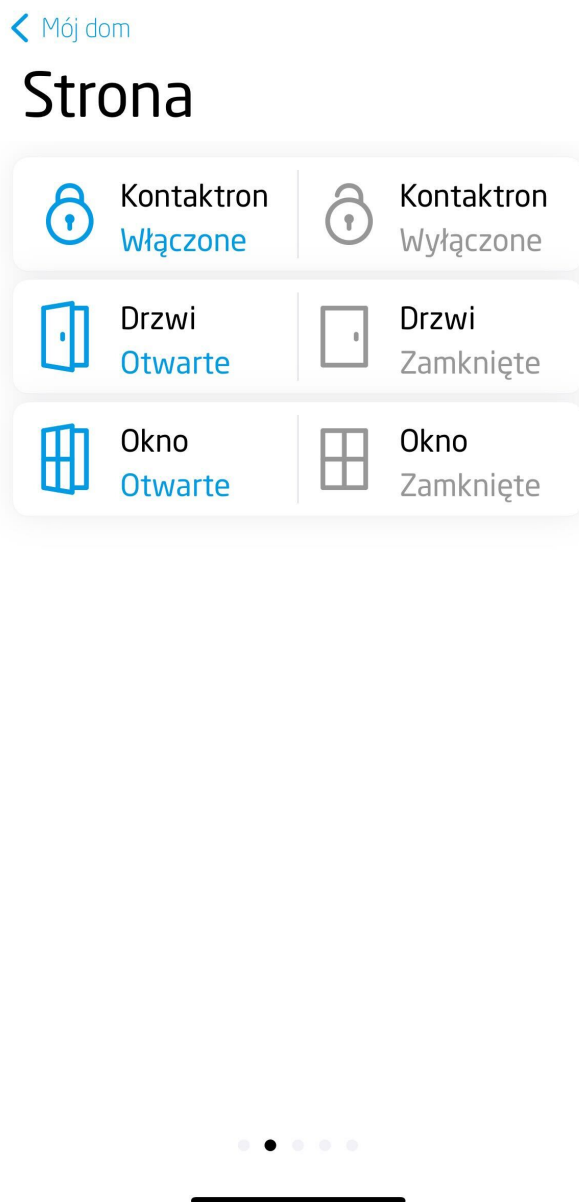 Mój dom
Strona
Kontaktron Kontaktron
Włączone Wyłączone
Drzwi Drzwi
Otwarte Zamknięte
Okno Okno
Otwarte Zamknięte